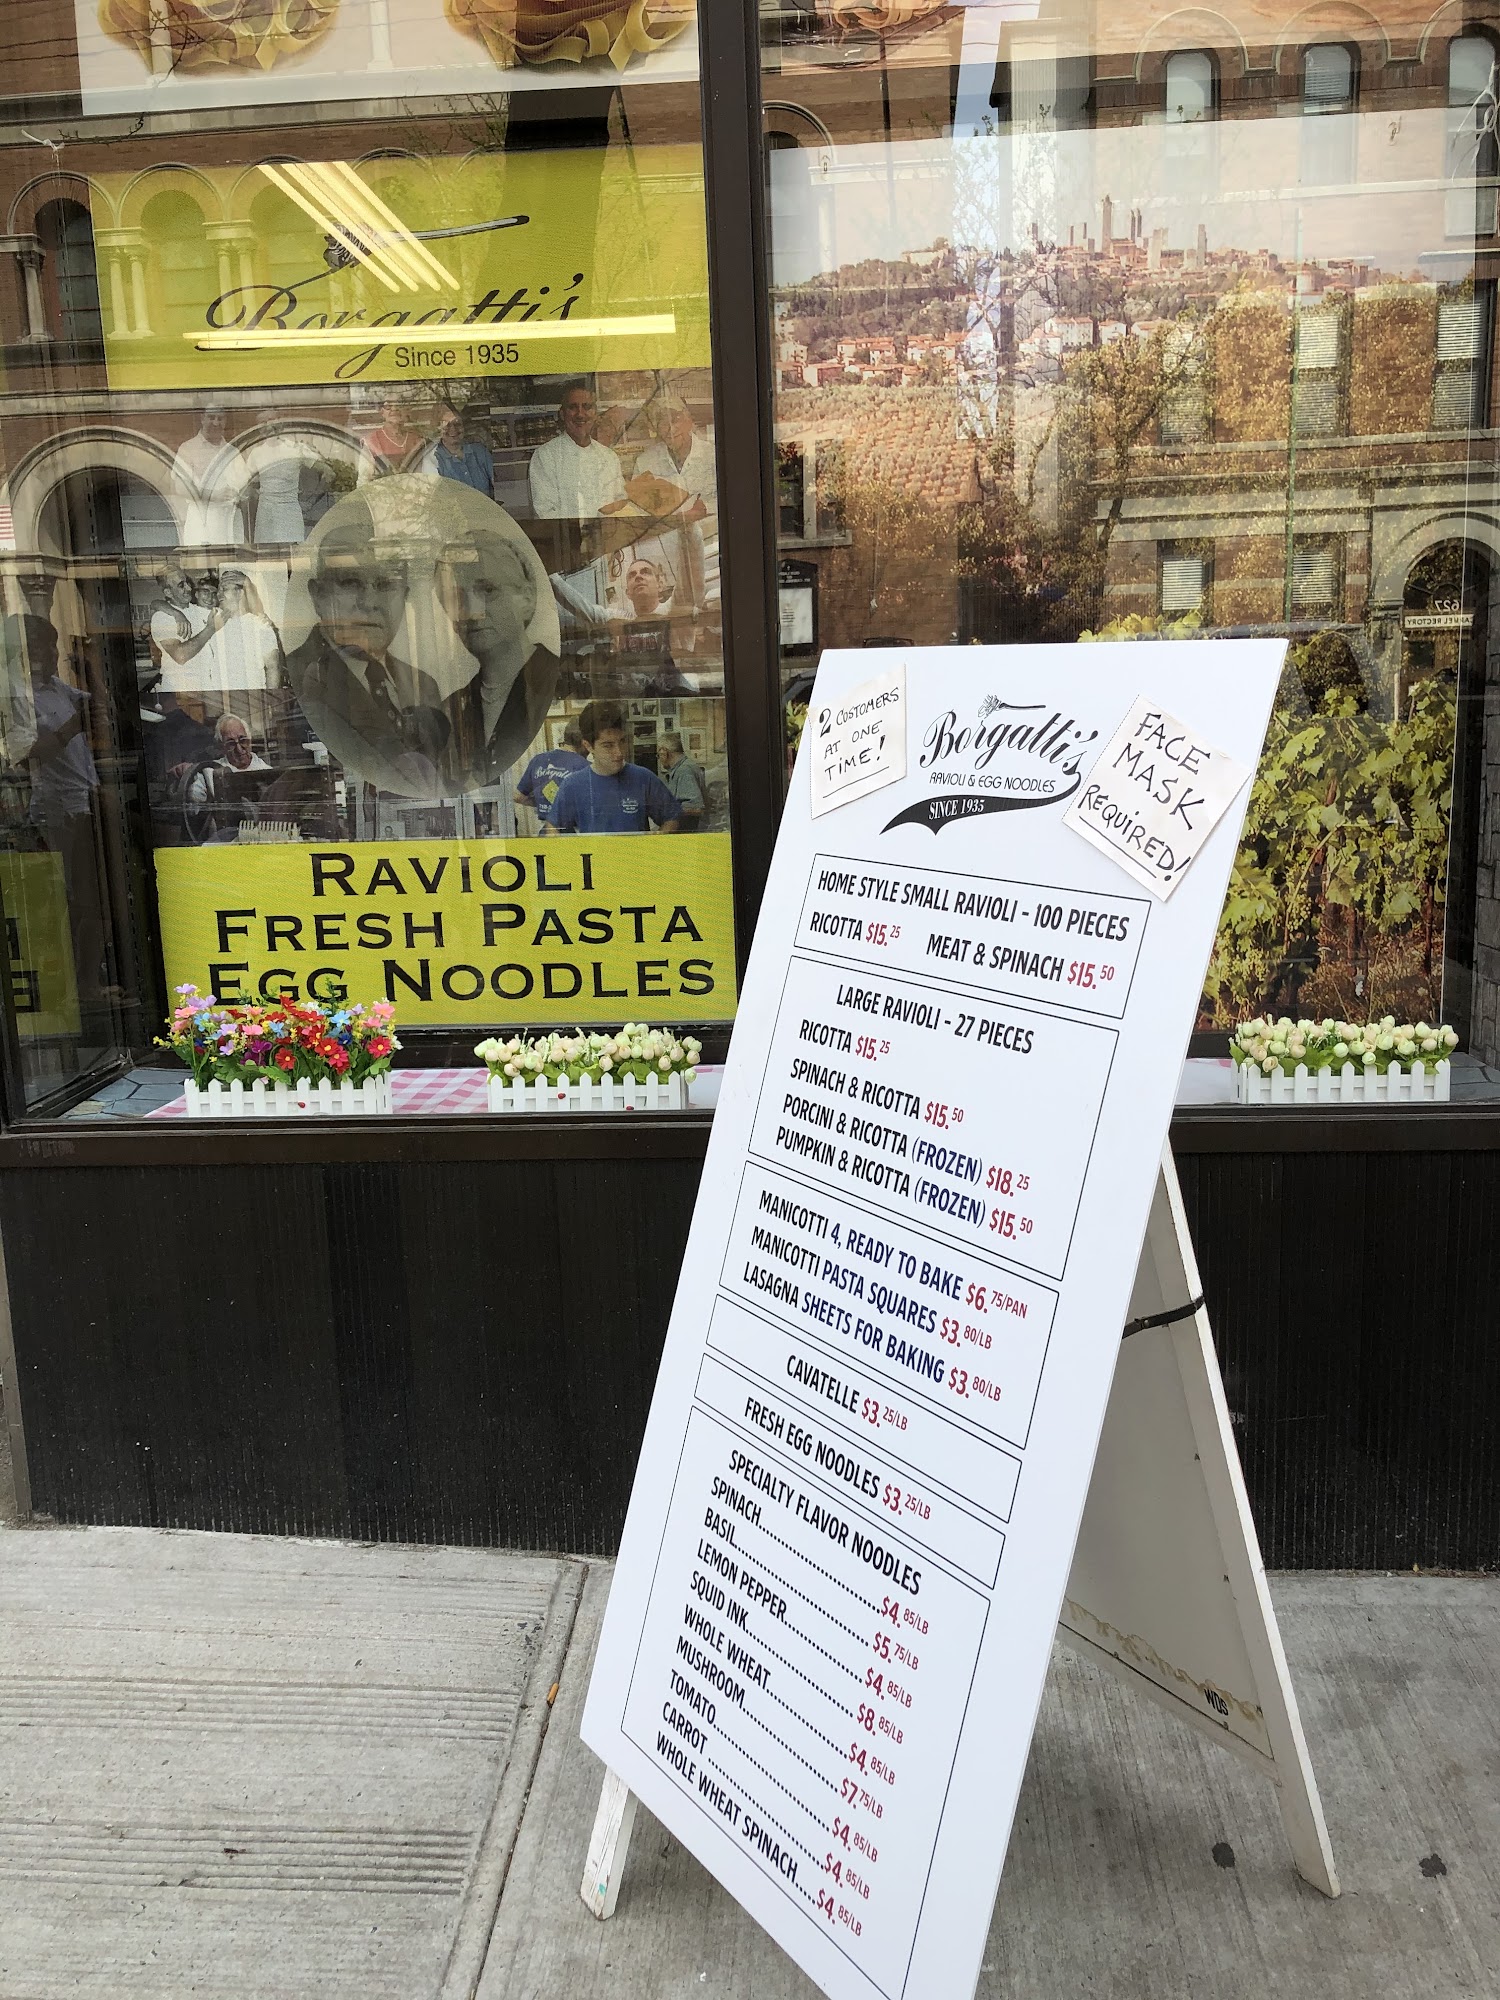 Borgatti's
Since 1935
RAVIOLI
FRESH PASTA
EGG NOODLES
2 CUSTOMERS
AT ONE
TIME!
Borgatti's
RAVIOLI & EGG NOODLES
SINCE 1935
FACE
MASK
REQUIRED!
HOME STYLE SMALL RAVIOLI - 100 PIECES
RICOTTA $15.25 MEAT & SPINACH $15.50
LARGE RAVIOLI - 27 PIECES
RICOTTA $15.25
SPINACH & RICOTTA $15.50
PORCINI & RICOTTA (FROZEN) $18.25
PUMPKIN & RICOTTA (FROZEN) $15.50
MANICOTTI 4, READY TO BAKE $6.75/PAN
MANICOTTI PASTA SQUARES $3.80/LB
LASAGNA SHEETS FOR BAKING $3.80/LB
CAVATELLE $3.25/LB
FRESH EGG NOODLES $3.25/LB
SPECIALTY FLAVOR NOODLES
SPINACH..............................$4.85/LB
BASIL..............................$5.75/LB
LEMON PEPPER....................$4.85/LB
SQUID INK..............................$8.85/LB
WHOLE WHEAT....................$4.85/LB
MUSHROOM....................$7.75/LB
TOMATO..............................$4.85/LB
CARROT..............................$4.85/LB
WHOLE WHEAT SPINACH.....$4.85/LB
WDS
627